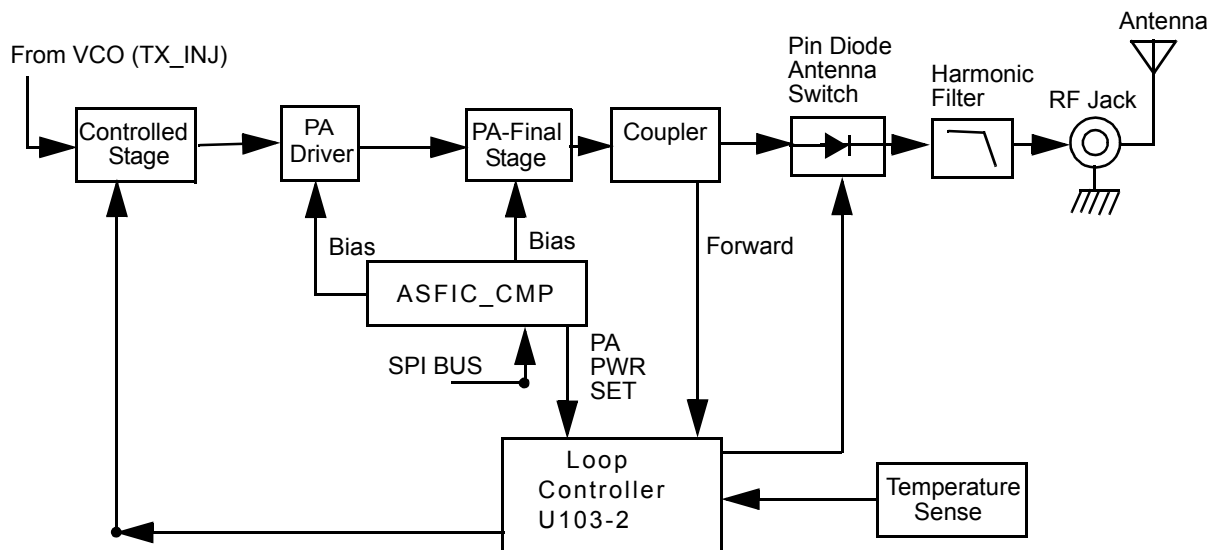 Antenna
From VCO (TX_INJ)
Pin Diode
Antenna
Switch
Harmonic
Filter
RF Jack
Controlled
Stage
PA
Driver
PA-Final
Stage
Coupler
Bias
Bias
Forward
ASFIC_CMP
SPI BUS
PA
PWR
SET
Loop
Controller
U103-2
Temperature
Sense